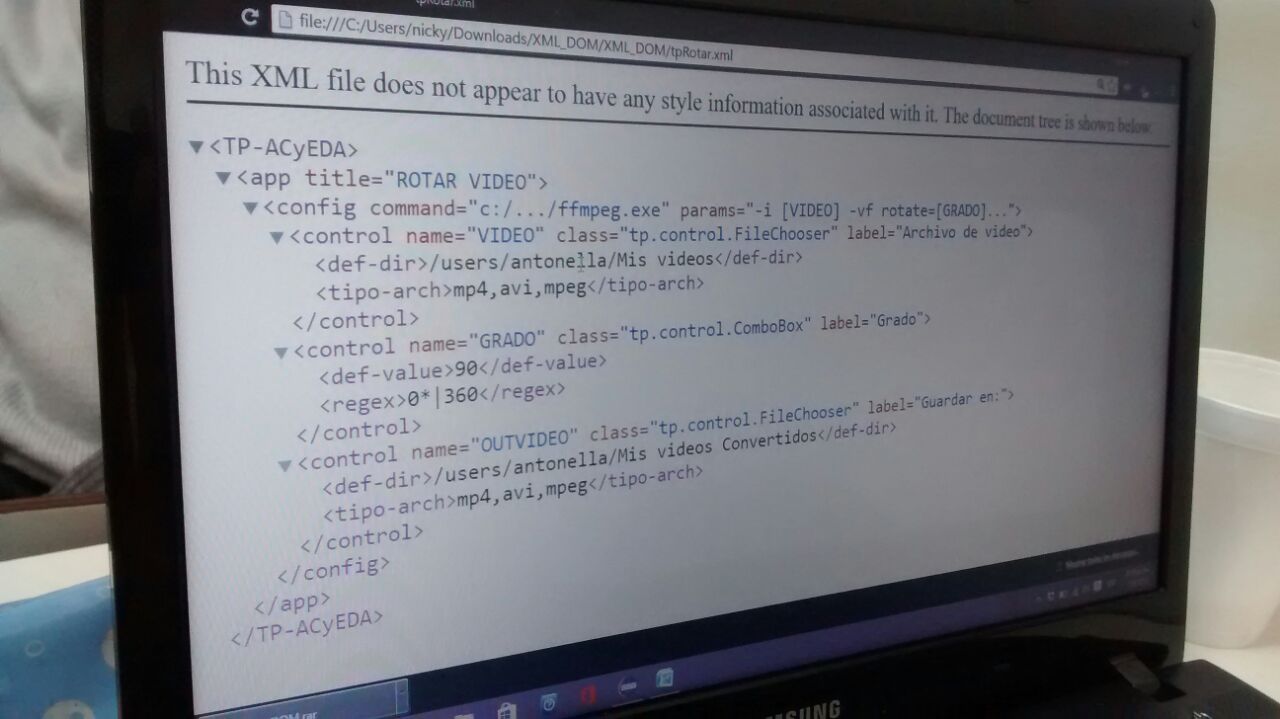 tpRotar.xml
file:///C:/Users/nicky/Downloads/XML_DOM/XML_DOM/tpRotar.xml
This XML file does not appear to have any style information associated with it. The document tree is shown below.
▼<TP-ACyEDA>
▼<app title="ROTAR VIDEO">
▼<config command="c:/.../ffmpeg.exe" params="-i [VIDEO] -vf rotate=[GRADO]...">
▼<control name="VIDEO" class="tp.control.FileChooser" label="Archivo de video">
<def-dir>/users/antonella/Mis videos</def-dir>
<tipo-arch>mp4,avi,mpeg</tipo-arch>
</control>
▼<control name="GRADO" class="tp.control.ComboBox" label="Grado">
<def-value>90</def-value>
<regex>0*|360</regex>
</control>
▼<control name="OUTVIDEO" class="tp.control.FileChooser" label="Guardar en:">
<def-dir>/users/antonella/Mis videos Convertidos</def-dir>
<tipo-arch>mp4,avi,mpeg</tipo-arch>
</control>
</config>
</app>
</TP-ACyEDA>
SAMSUNG